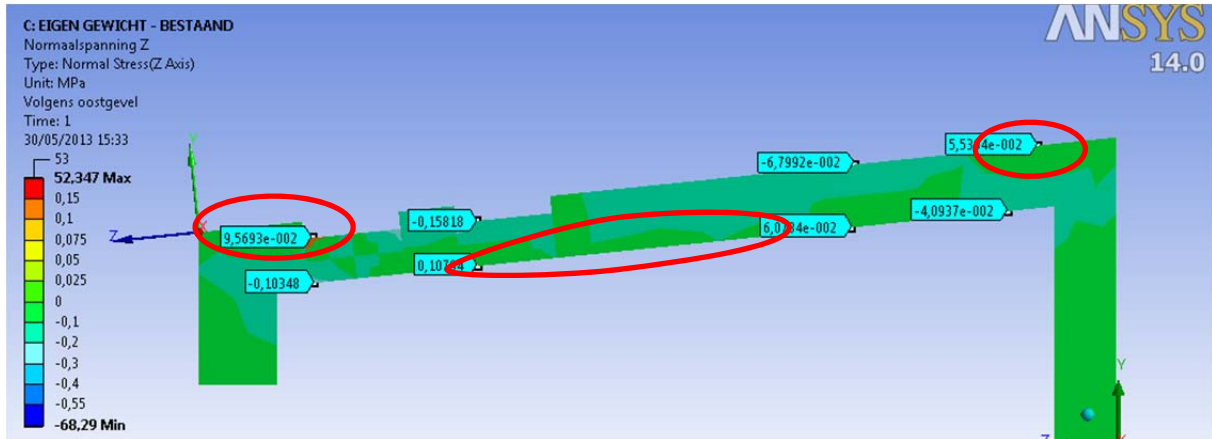 C: EIGEN GEWICHT - BESTAAND
Normaalspanning Z
Type: Normal Stress(Z Axis)
Unit: MPa
Volgens oostgevel
Time: 1
30/05/2013 15:33
53
52,347 Max
0,15
0,1
0,075
0,05
0,025
0
-0,1
-0,2
-0,3
-0,4
-0,55
-68,29 Min
ANSYS
14.0
Y
X
Z
9,5693e-002
-0,15818
-0,10348
-6,7992e-002
-4,0937e-002
Y
Z
X